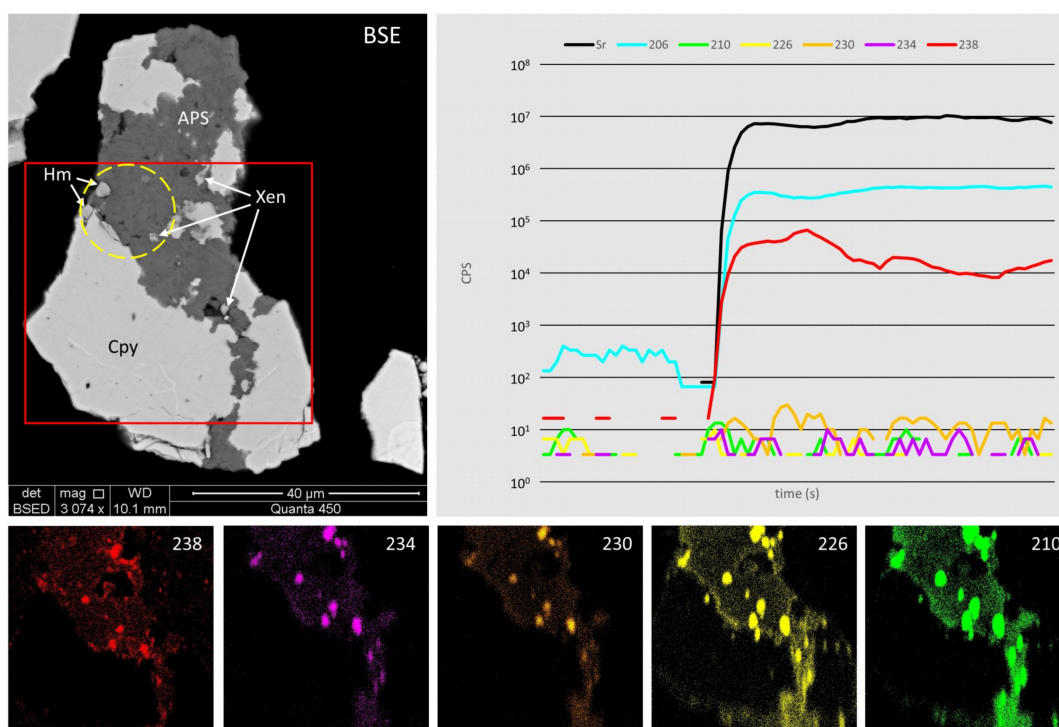 BSE
APS
Hm
Xen
Cpy
det mag □ WD 40 µm
BSED 3 074 x 10.1 mm Quanta 450
Sr 206 210 226 230 234 238
10⁸
10⁷
10⁶
10⁵
CPS
10⁴
10³
10²
10¹
10⁰
time (s)
238 234 230 226 210